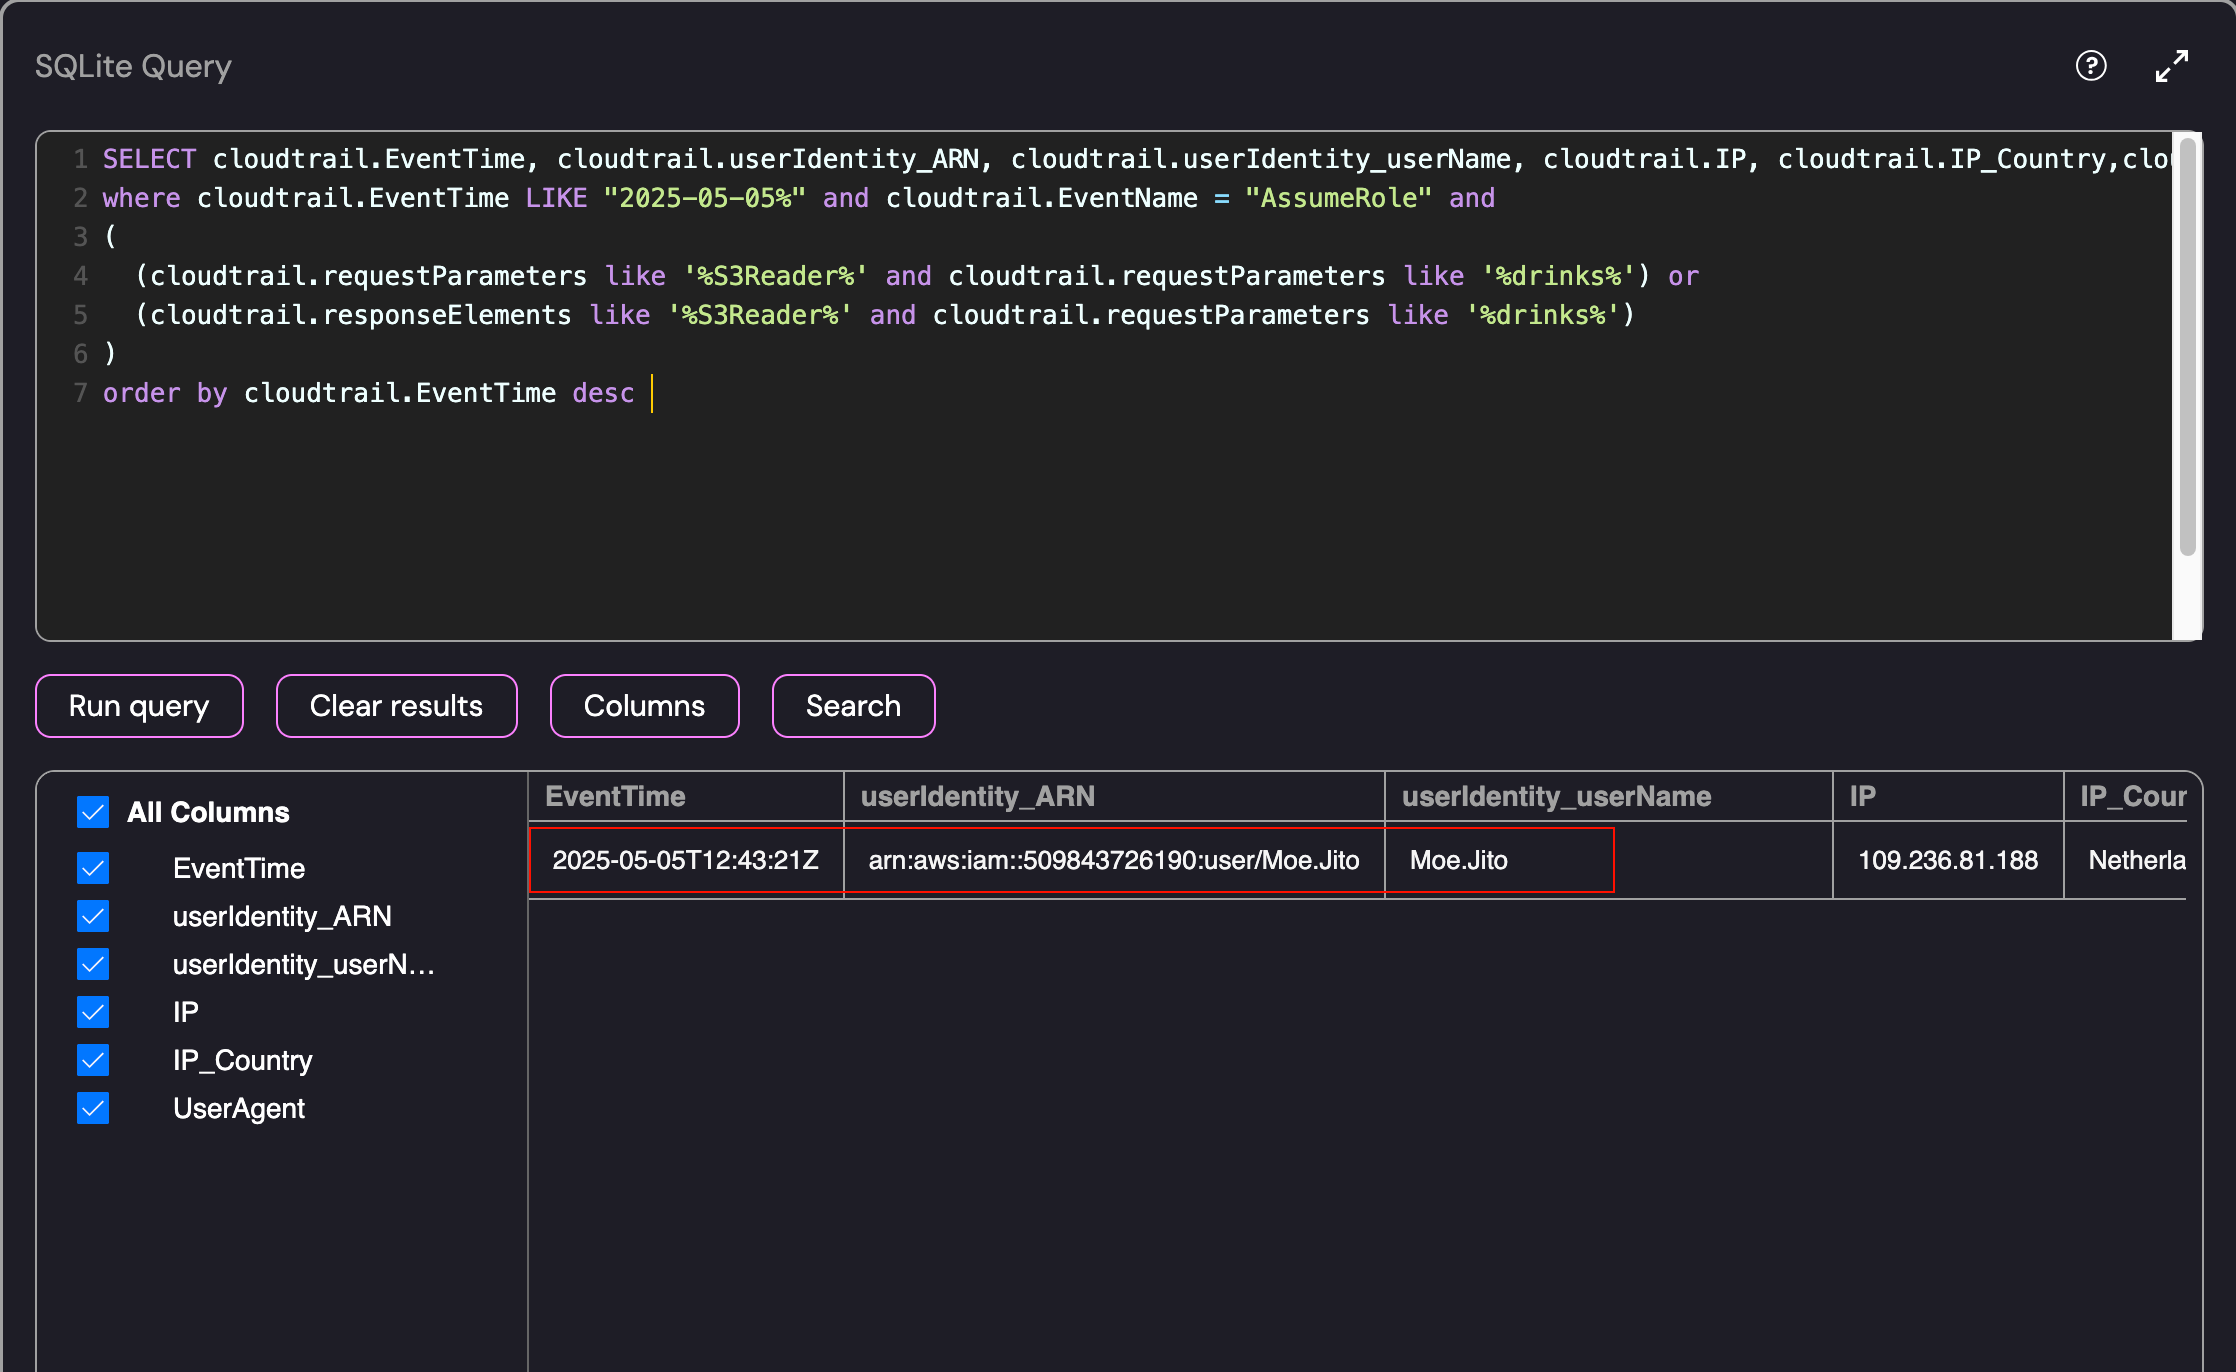 SQLite Query
1 SELECT cloudtrail.EventTime, cloudtrail.userIdentity_ARN, cloudtrail.userIdentity_userName, cloudtrail.IP, cloudtrail.IP_Country,clou
2 where cloudtrail.EventTime LIKE "2025-05-05%" and cloudtrail.EventName = "AssumeRole" and
3 (
4 (cloudtrail.requestParameters like '%S3Reader%' and cloudtrail.requestParameters like '%drinks%') or
5 (cloudtrail.responseElements like '%S3Reader%' and cloudtrail.requestParameters like '%drinks%')
6 )
7 order by cloudtrail.EventTime desc
Run query Clear results Columns Search
All Columns
EventTime
userIdentity_ARN
userIdentity_userN...
IP
IP_Country
UserAgent
EventTime userIdentity_ARN userIdentity_userName IP IP_Cour
2025-05-05T12:43:21Z arn:aws:iam::509843726190:user/Moe.Jito Moe.Jito 109.236.81.188 Netherla